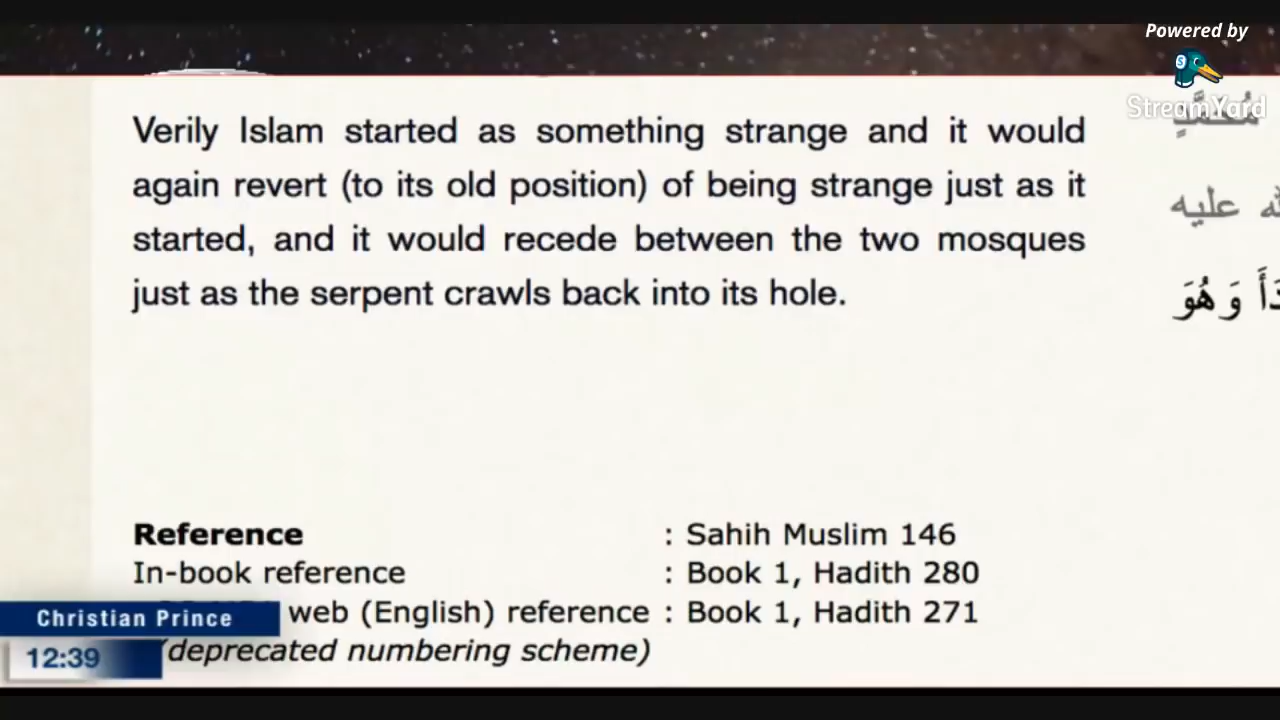 Powered by
StreamYard
Verily Islam started as something strange and it would
again revert (to its old position) of being strange just as it
started, and it would recede between the two mosques
just as the serpent crawls back into its hole.
مُحَمَّدٍ
عليه
وَهُوَ
Reference : Sahih Muslim 146
In-book reference : Book 1, Hadith 280
web (English) reference : Book 1, Hadith 271
(deprecated numbering scheme)
Christian Prince
12:39